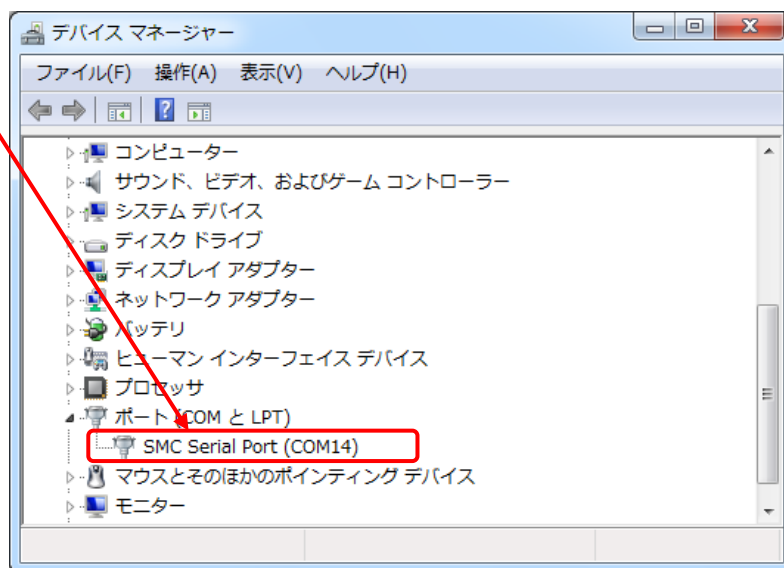 デバイス マネージャー
ファイル(F) 操作(A) 表示(V) ヘルプ(H)
コンピューター
サウンド、ビデオ、およびゲーム コントローラー
システム デバイス
ディスク ドライブ
ディスプレイ アダプター
ネットワーク アダプター
バッテリ
ヒューマン インターフェイス デバイス
プロセッサ
ポート (COM と LPT)
SMC Serial Port (COM14)
マウスとそのほかのポインティング デバイス
モニター